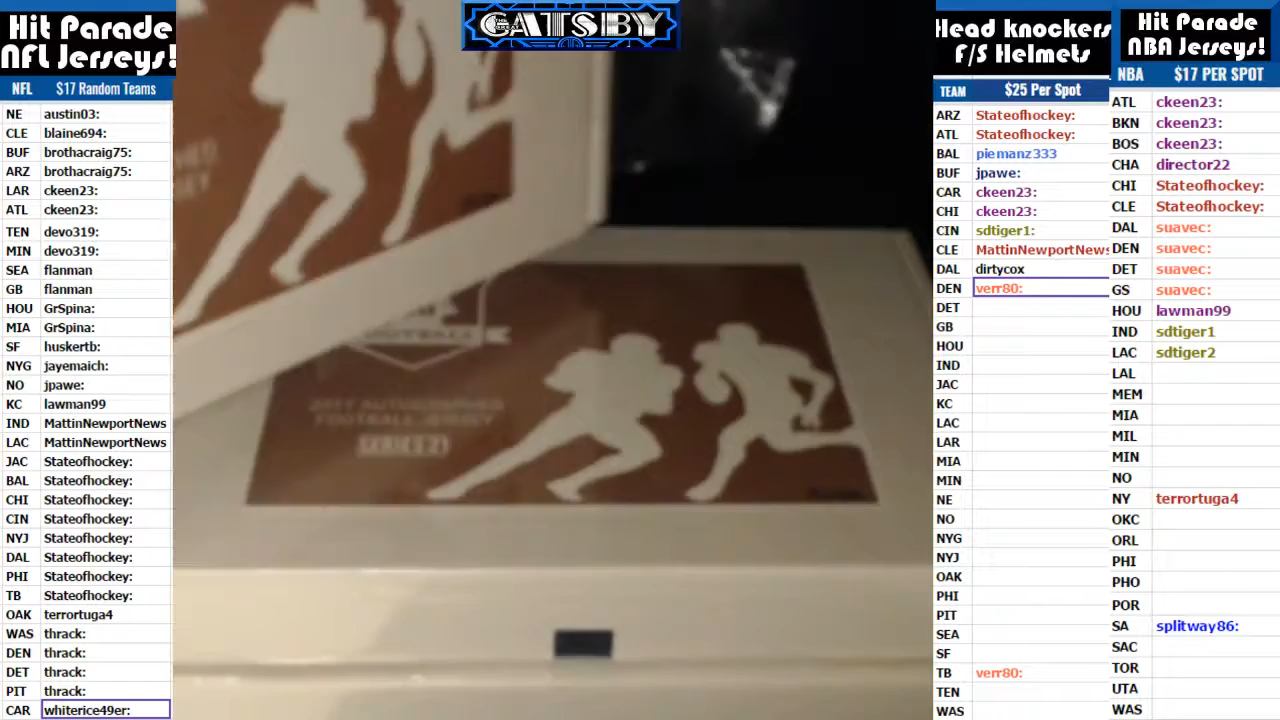 Hit Parade
NFL Jerseys!
NFL $17 Random Teams
NE austin03:
CLE blaine694:
BUF brothacraig75:
ARZ brothacraig75:
LAR ckeen23:
ATL ckeen23:
TEN devo319:
MIN devo319:
SEA flanman
GB flanman
HOU GrSpina:
MIA GrSpina:
SF huskertb:
NYG jayemaich:
NO jpawe:
KC lawman99
IND MattinNewportNews
LAC MattinNewportNews
JAC Stateofhockey:
BAL Stateofhockey:
CHI Stateofhockey:
CIN Stateofhockey:
NYJ Stateofhockey:
DAL Stateofhockey:
PHI Stateofhockey:
TB Stateofhockey:
OAK terrortuga4
WAS thrack:
DEN thrack:
DET thrack:
PIT thrack:
CAR whiterice49er:
THE GREAT
GATSBY
FOOTBALL
2017 AUTOGRAPHED
FOOTBALL JERSEY
SERIES 2
Head knockers
F/S Helmets
TEAM $25 Per Spot
ARZ Stateofhockey:
ATL Stateofhockey:
BAL piemanz333
BUF jpawe:
CAR ckeen23:
CHI ckeen23:
CIN sdtiger1:
CLE MattinNewportNews
DAL dirtycox
DEN verr80:
DET
GB
HOU
IND
JAC
KC
LAC
LAR
MIA
MIN
NE
NO
NYG
NYJ
OAK
PHI
PIT
SEA
SF
TB verr80:
TEN
WAS
Hit Parade
NBA Jerseys!
NBA $17 PER SPOT
ATL ckeen23:
BKN ckeen23:
BOS ckeen23:
CHA director22
CHI Stateofhockey:
CLE Stateofhockey:
DAL suavec:
DEN suavec:
DET suavec:
GS suavec:
HOU lawman99
IND sdtiger1
LAC sdtiger2
LAL
MEM
MIA
MIL
MIN
NO
NY terrortuga4
OKC
ORL
PHI
PHO
POR
SA splitway86:
SAC
TOR
UTA
WAS